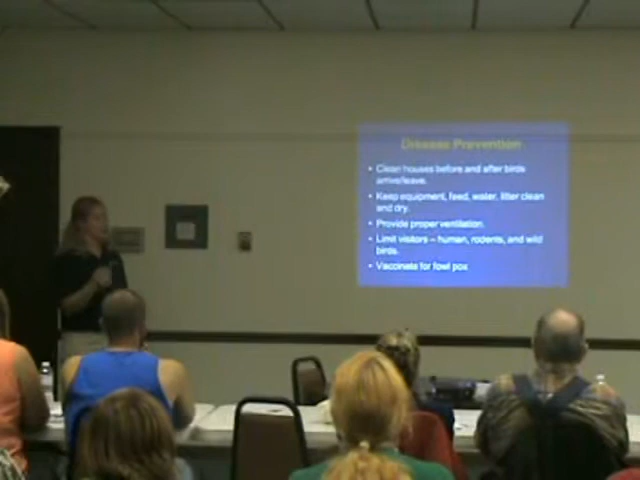 Disease Prevention
• Clean houses before and after birds
arrive/leave.
• Keep equipment, feed, water, litter clean
and dry.
• Provide proper ventilation.
• Limit visitors – human, rodents, and wild
birds.
• Vaccinate for fowl pox